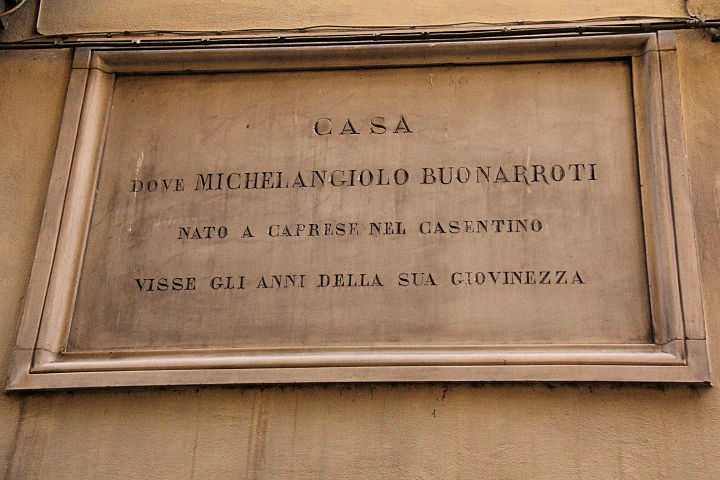 CASA
DOVE MICHELANGIOLO BUONARROTI
NATO A CAPRESE NEL CASENTINO
VISSE GLI ANNI DELLA SUA GIOVINEZZA